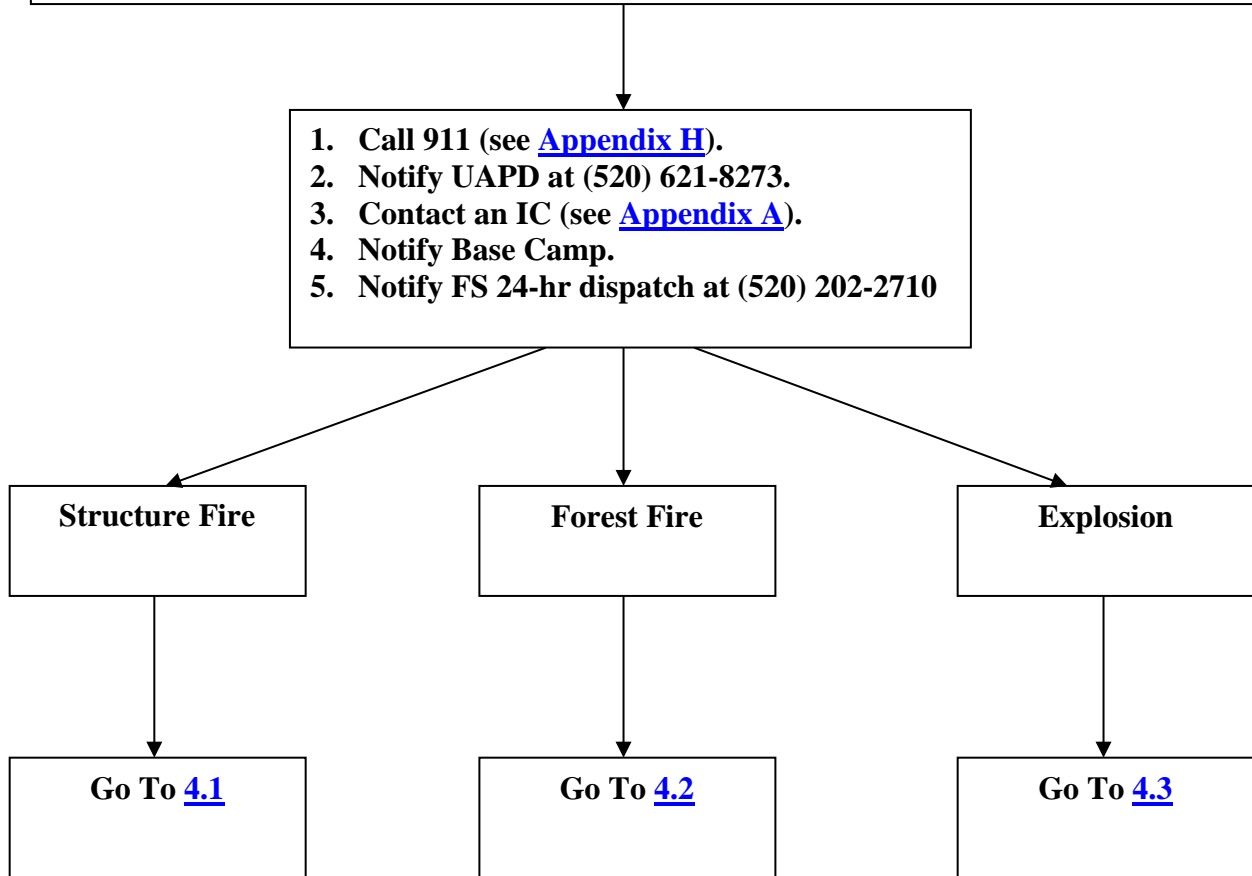 1. Call 911 (see Appendix H).
2. Notify UAPD at (520) 621-8273.
3. Contact an IC (see Appendix A).
4. Notify Base Camp.
5. Notify FS 24-hr dispatch at (520) 202-2710
Structure Fire
Forest Fire
Explosion
Go To 4.1
Go To 4.2
Go To 4.3